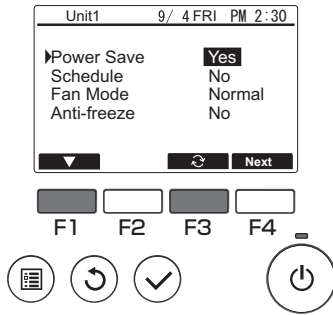 Unit1 9/ 4 FRI PM 2:30
Power Save Yes
Schedule No
Fan Mode Normal
Anti-freeze No
Next
F1 F2 F3 F4